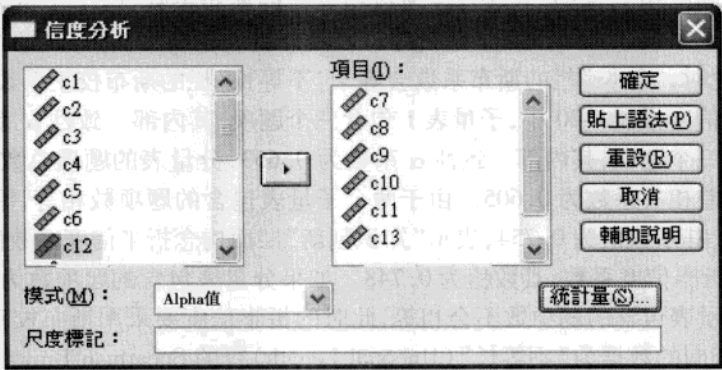 信度分析
c1
c2
c3
c4
c5
c6
c12
項目(I)：
c7
c8
c9
c10
c11
c13
確定
貼上語法(P)
重設(R)
取消
輔助說明
模式(M)：
Alpha值
統計量(S)...
尺度標記：